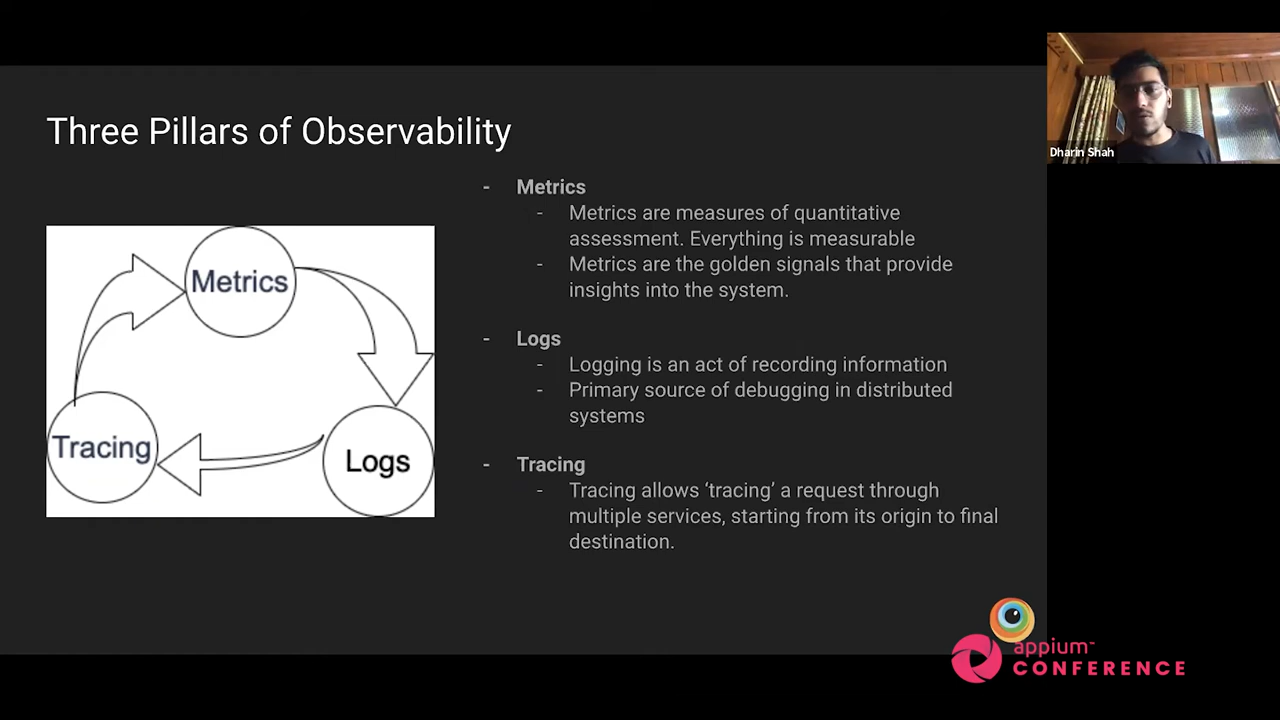 Three Pillars of Observability
Metrics
Tracing
Logs
- Metrics
- Metrics are measures of quantitative
assessment. Everything is measurable
- Metrics are the golden signals that provide
insights into the system.
- Logs
- Logging is an act of recording information
- Primary source of debugging in distributed
systems
- Tracing
- Tracing allows ‘tracing’ a request through
multiple services, starting from its origin to final
destination.
Dharin Shah
appium™
CONFERENCE